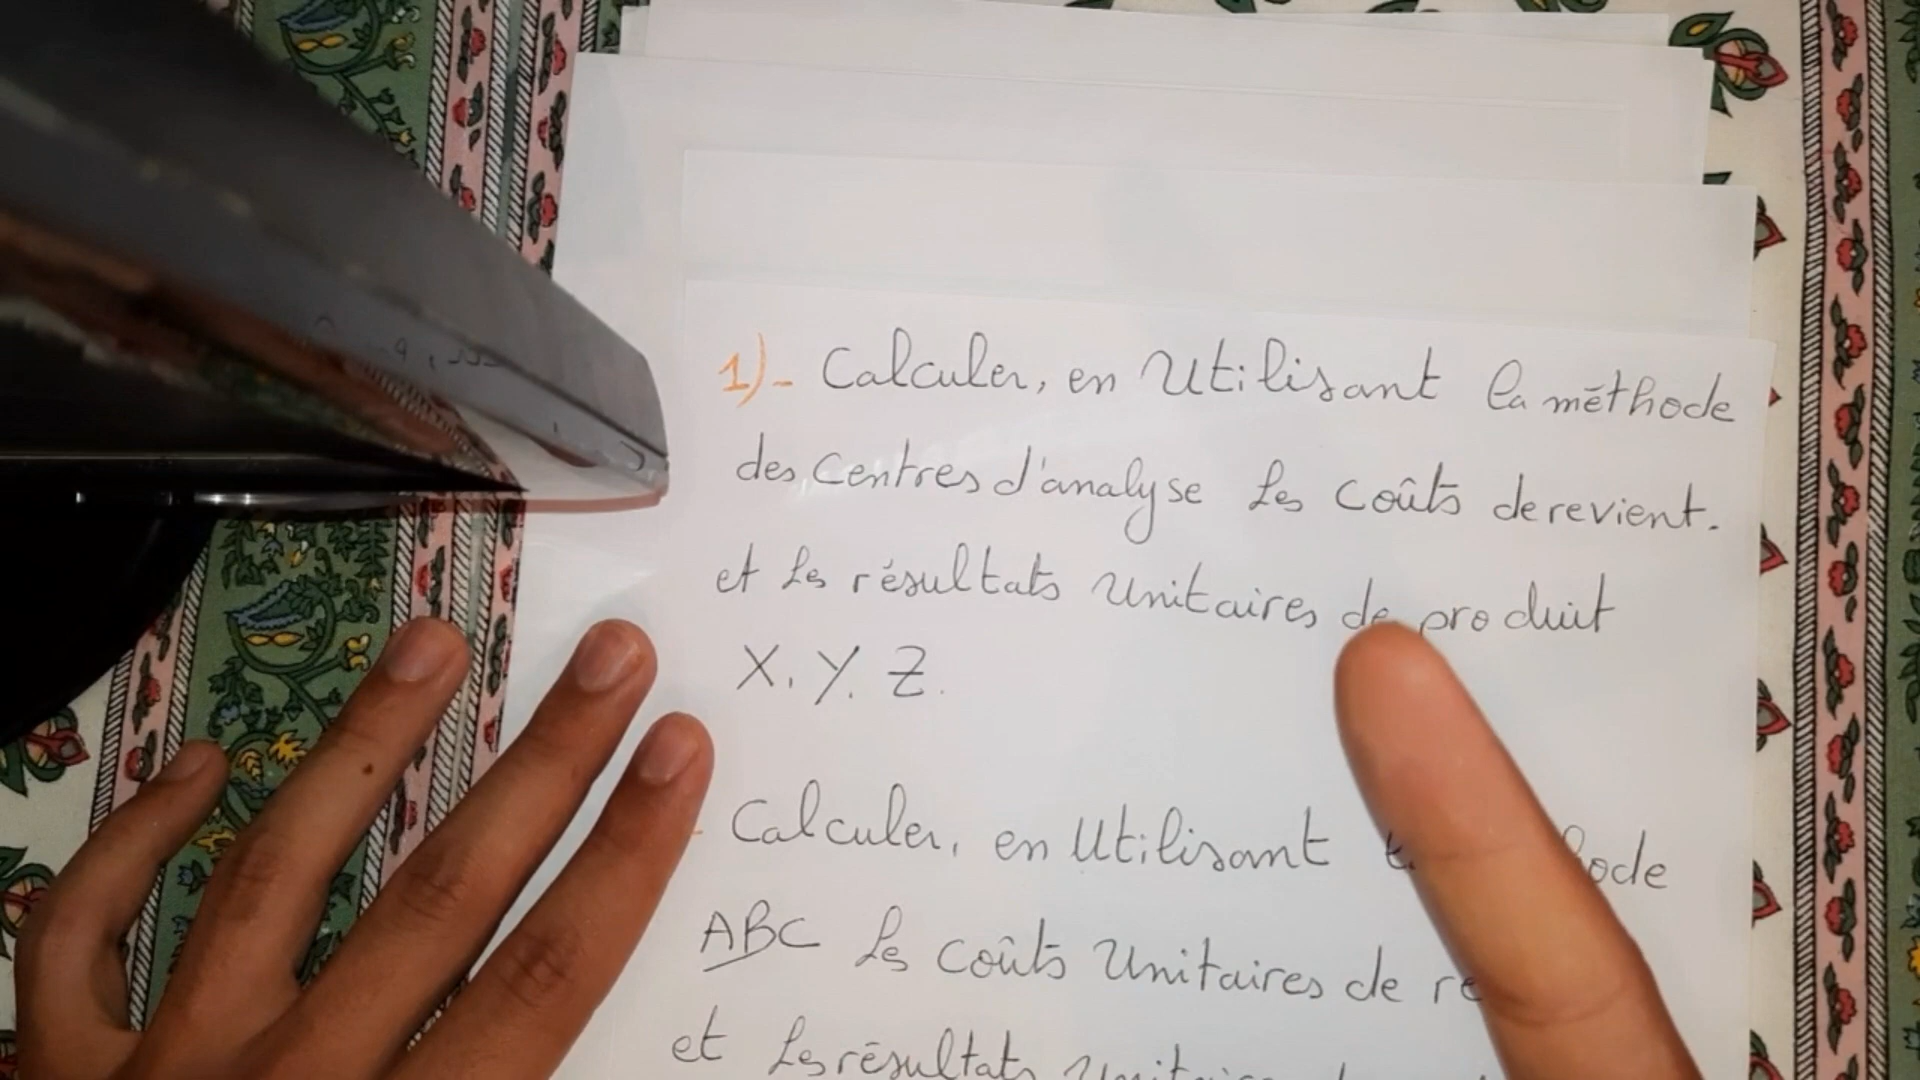 1)- Calculer, en Utilisant la méthode
des Centres d'analyse les coûts de revient.
et les résultats unitaires de produit
X. Y. Z.
- Calculer, en Utilisant
ABC les coûts Unitaires de
et les résultats